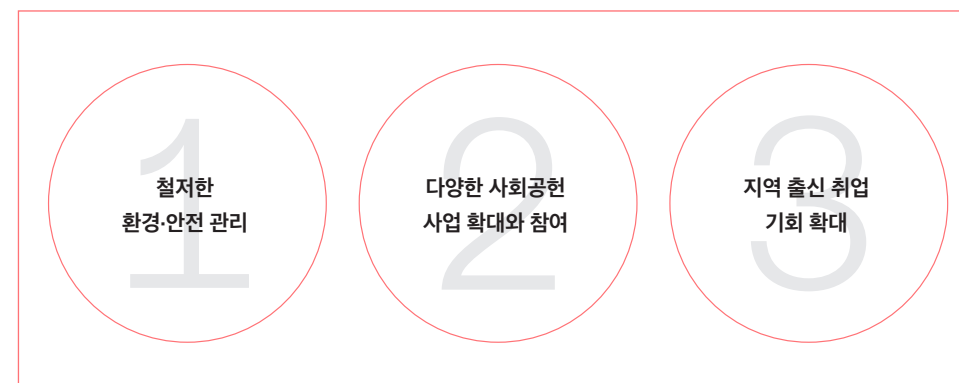 1
철저한
환경·안전 관리
2
다양한 사회공헌
사업 확대와 참여
3
지역 출신 취업
기회 확대